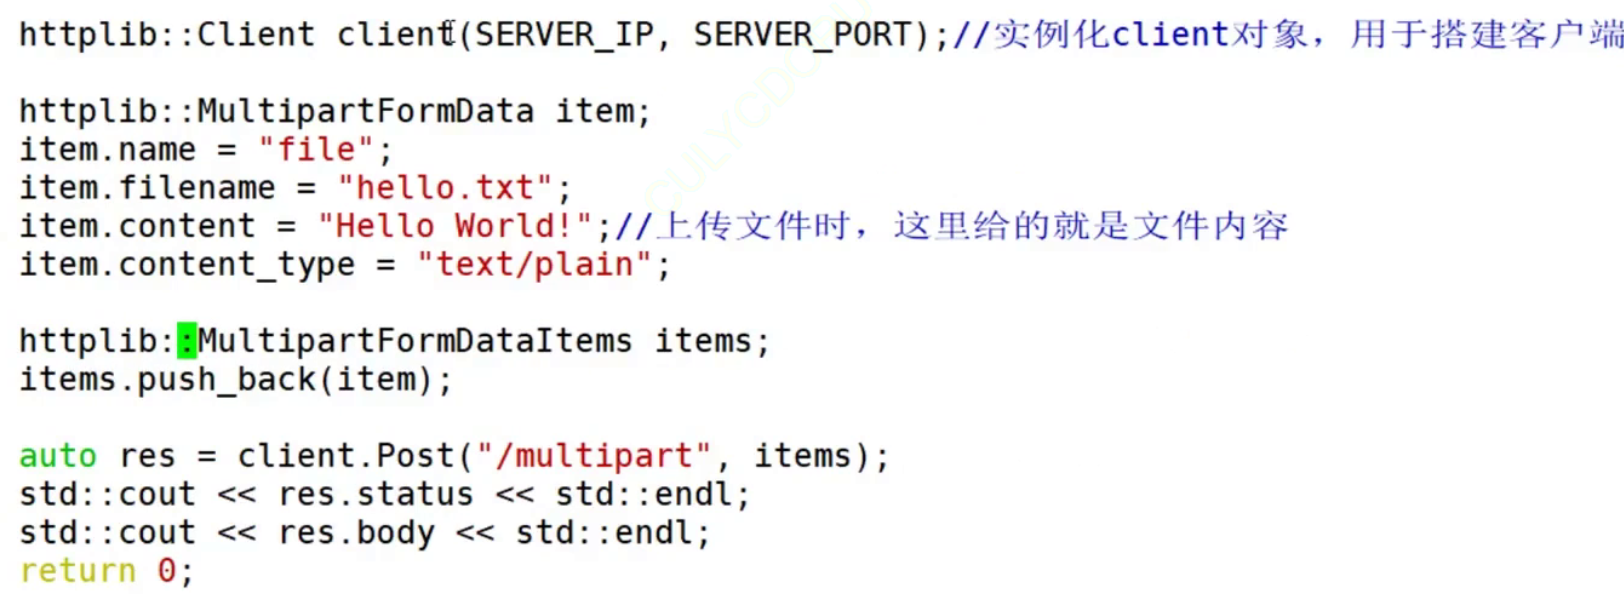 httplib::Client client(SERVER_IP, SERVER_PORT);//实例化client对象，用于搭建客户端
httplib::MultipartFormData item;
item.name = "file";
item.filename = "hello.txt";
item.content = "Hello World!";//上传文件时，这里给的就是文件内容
item.content_type = "text/plain";
httplib::MultipartFormDataItems items;
items.push_back(item);
auto res = client.Post("/multipart", items);
std::cout << res.status << std::endl;
std::cout << res.body << std::endl;
return 0;